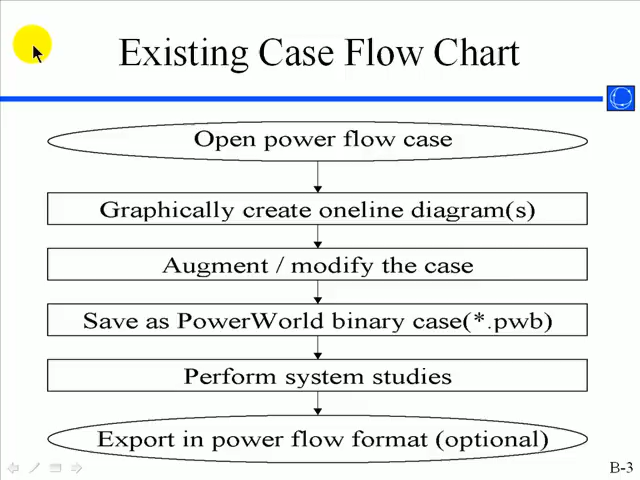 Existing Case Flow Chart
Open power flow case
Graphically create oneline diagram(s)
Augment / modify the case
Save as PowerWorld binary case(*.pwb)
Perform system studies
Export in power flow format (optional)
B-3